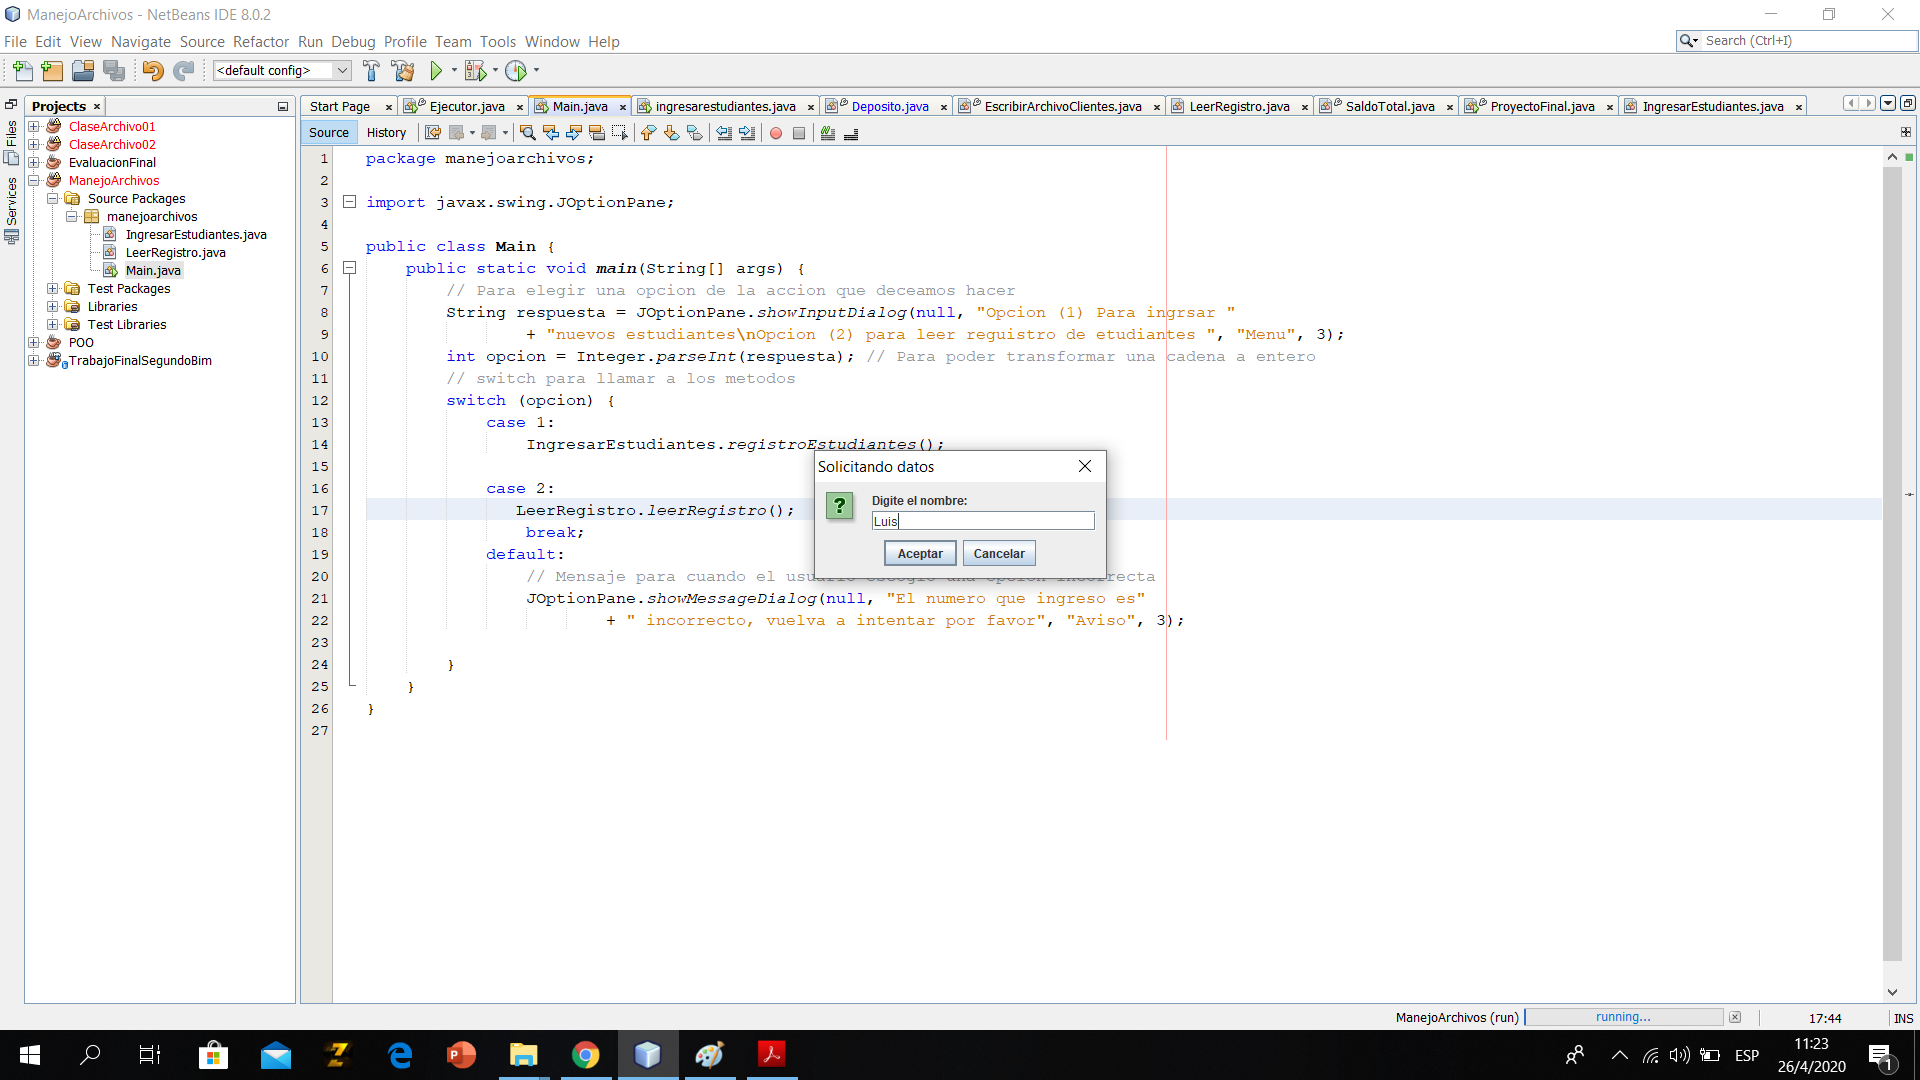 ManejoArchivos - NetBeans IDE 8.0.2
File Edit View Navigate Source Refactor Run Debug Profile Team Tools Window Help
Search (Ctrl+I)
<default config>
Files
Services
Projects
ClaseArchivo01
ClaseArchivo02
EvaluacionFinal
ManejoArchivos
Source Packages
manejoarchivos
IngresarEstudiantes.java
LeerRegistro.java
Main.java
Test Packages
Libraries
Test Libraries
POO
TrabajoFinalSegundoBim
Start Page Ejecutor.java Main.java ingresarestudiantes.java Deposito.java EscribirArchivoClientes.java LeerRegistro.java SaldoTotal.java ProyectoFinal.java IngresarEstudiantes.java
Source History
1 package manejoarchivos;
2
3 import javax.swing.JOptionPane;
4
5 public class Main {
6 public static void main(String[] args) {
7 // Para elegir una opcion de la accion que deceamos hacer
8 String respuesta = JOptionPane.showInputDialog(null, "Opcion (1) Para ingrsar "
9 + "nuevos estudiantes\nOpcion (2) para leer reguistro de etudiantes ", "Menu", 3);
10 int opcion = Integer.parseInt(respuesta); // Para poder transformar una cadena a entero
11 // switch para llamar a los metodos
12 switch (opcion) {
13 case 1:
14 IngresarEstudiantes.registroEstudiantes();
15
16 case 2:
17 LeerRegistro.leerRegistro();
18 break;
19 default:
20 // Mensaje para cuando el usuario escogio una opcion incorrecta
21 JOptionPane.showMessageDialog(null, "El numero que ingreso es"
22 + " incorrecto, vuelva a intentar por favor", "Aviso", 3);
23
24 }
25 }
26 }
27
Solicitando datos
Digite el nombre:
Luis
Aceptar Cancelar
ManejoArchivos (run) running... 17:44 INS
ESP
11:23
26/4/2020
1